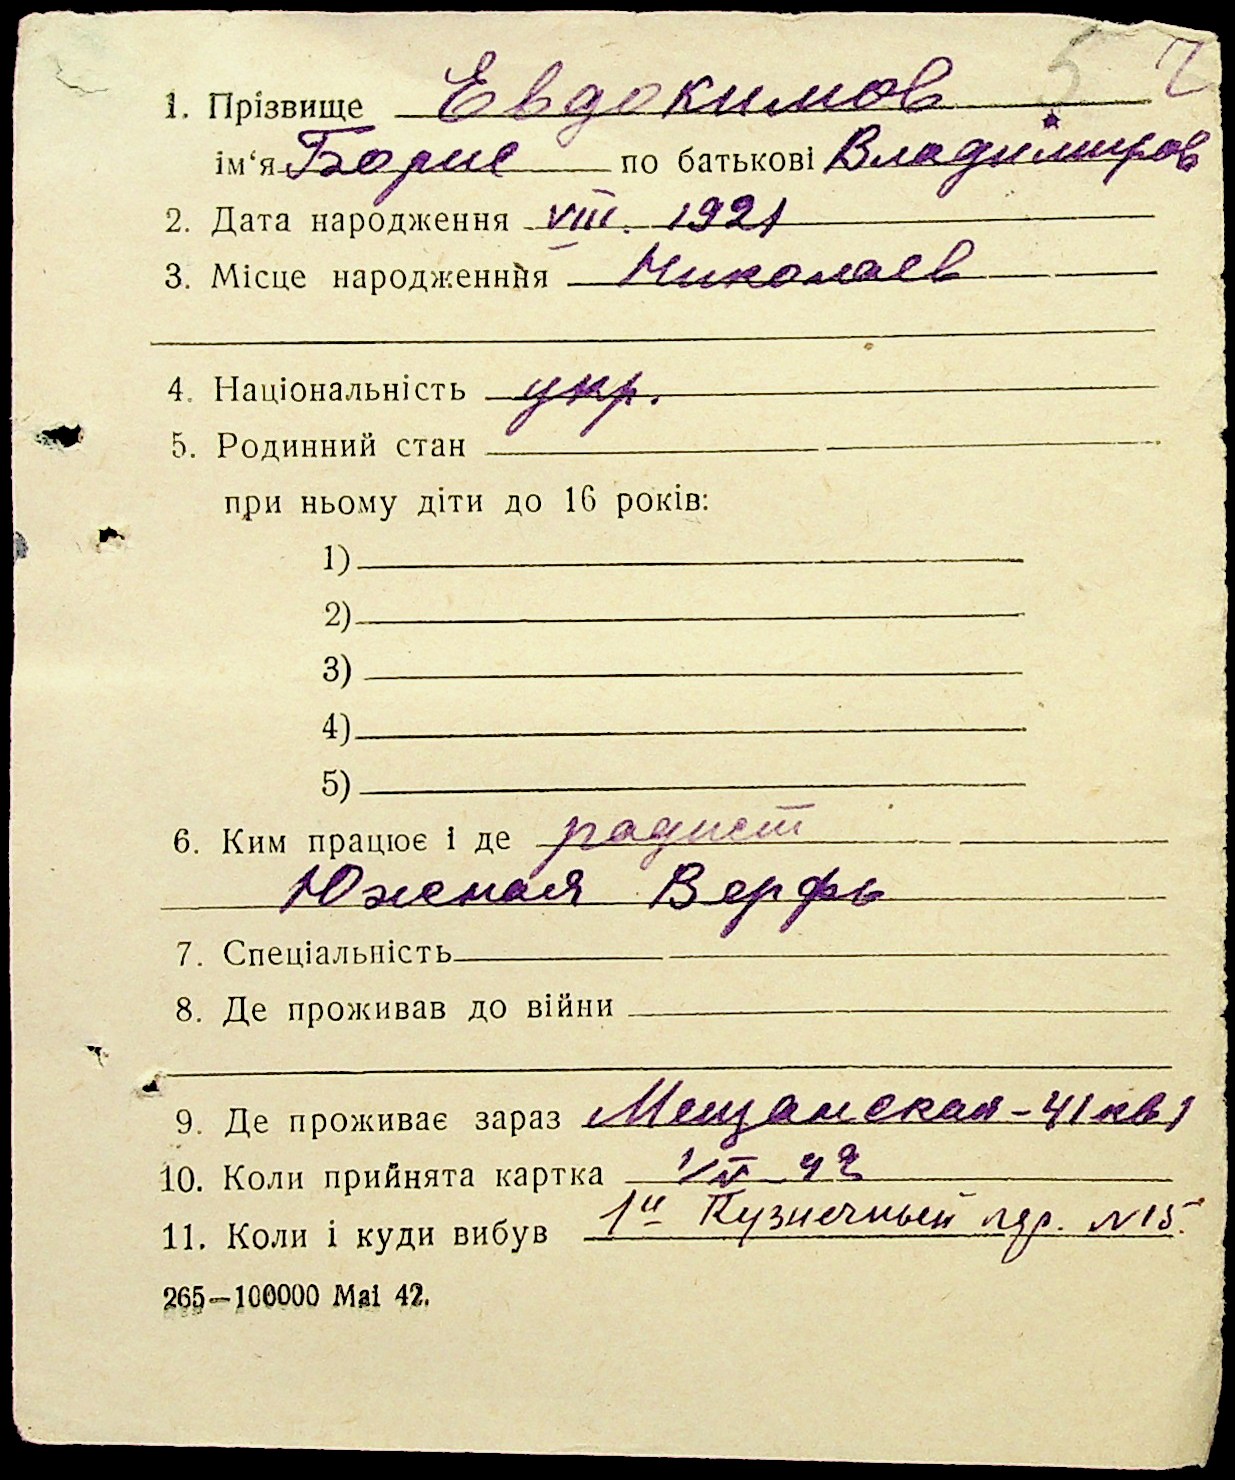 5 7
1. Прізвище Евдокимов
ім‘я Борис по батькові Владимиров
2. Дата народження VIII. 1921
3. Місце народженння Николаев
4. Національність укр.
5. Родинний стан
при ньому діти до 16 років:
1)
2)
3)
4)
5)
6. Ким працює і де радист
Южная Верфь
7. Спеціальність
8. Де проживав до війни
9. Де проживає зараз Мещанская-41 кв 1
10. Коли прийнята картка 42
11. Коли і куди вибув 1й Кузнечный пер. N15.
265—100000 Mai 42.